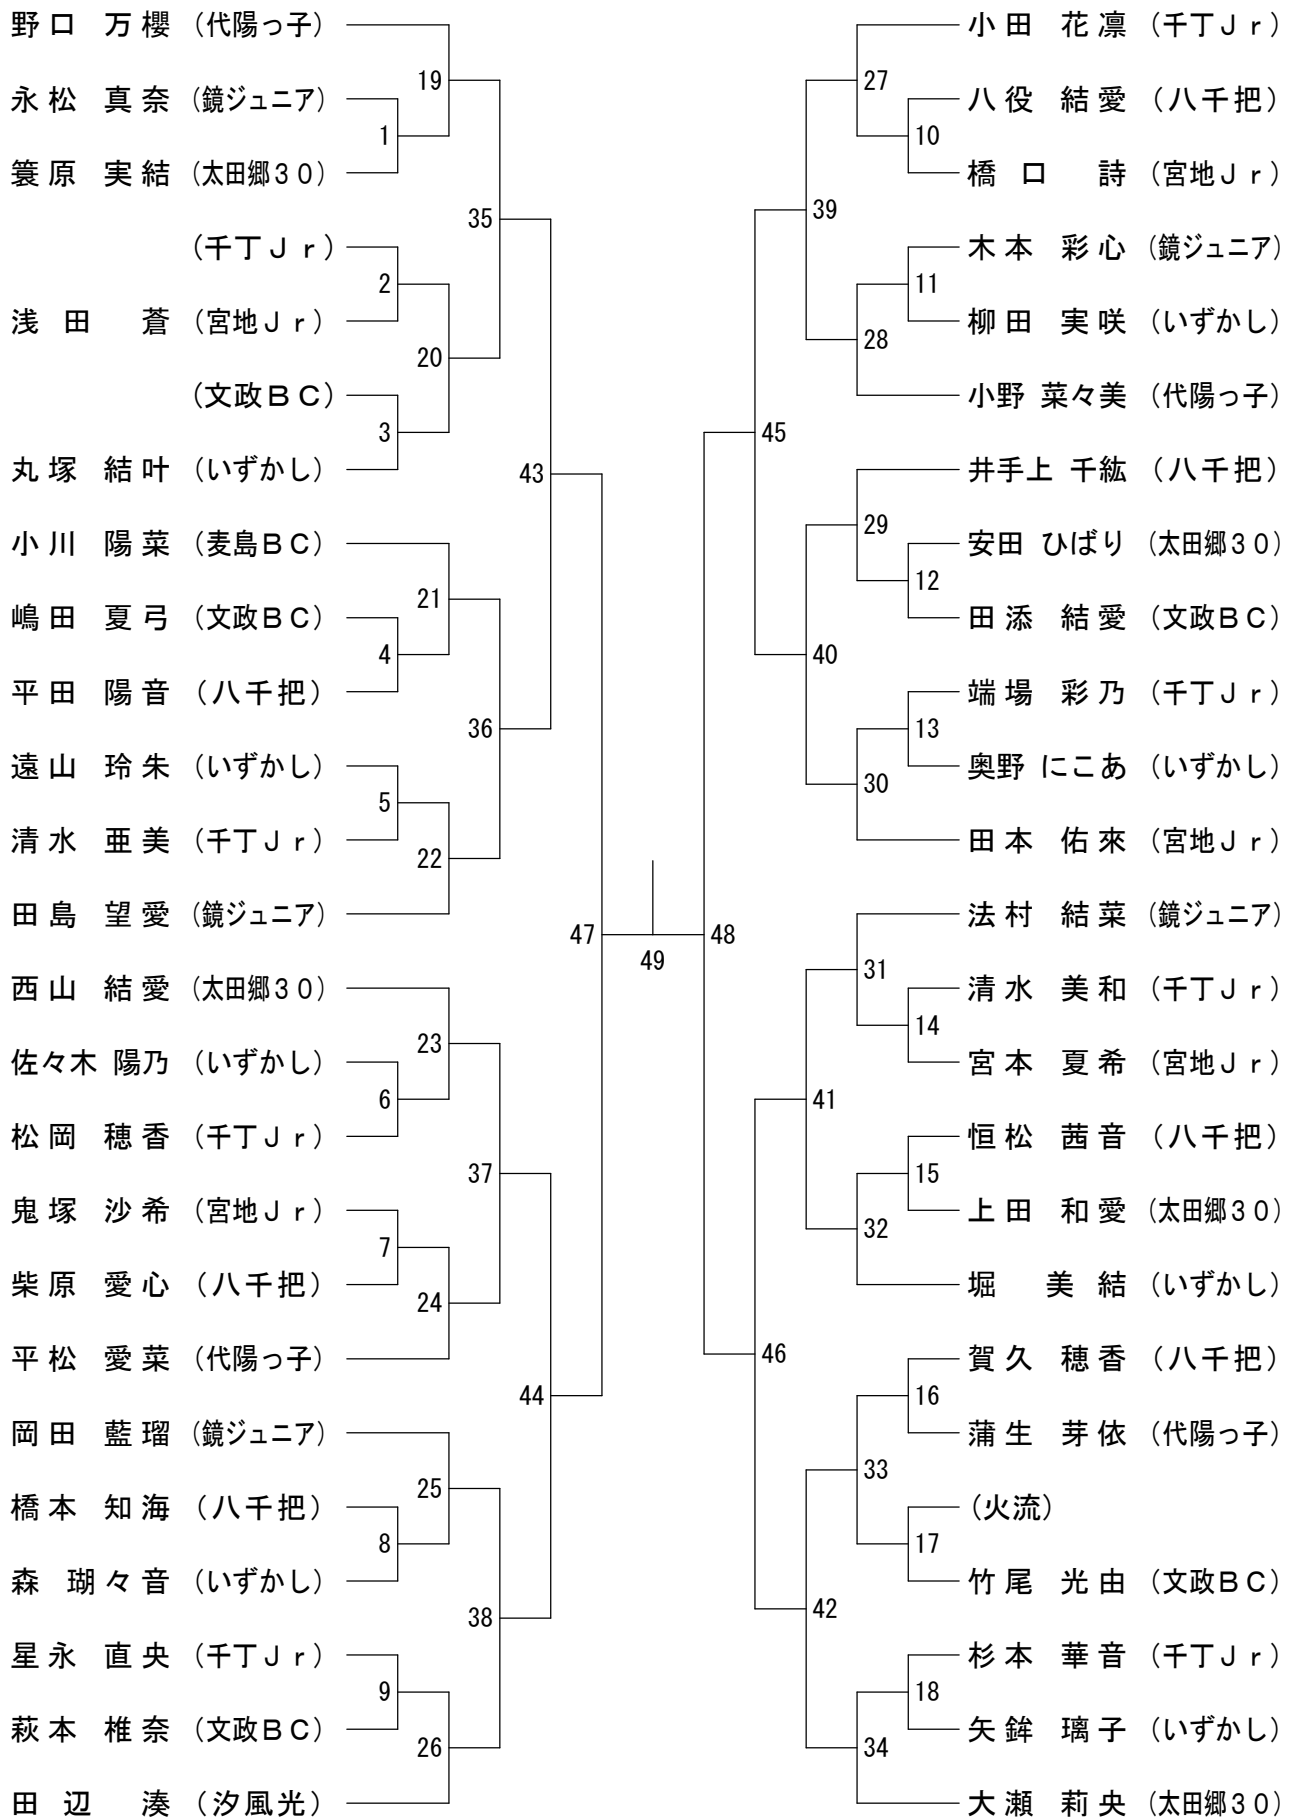 野口 万櫻 (代陽っ子)
永松 真奈 (鏡ジュニア)
簑原 実結 (太田郷30)
(千丁Jr)
浅田 蒼 (宮地Jr)
(文政BC)
丸塚 結叶 (いずかし)
小川 陽菜 (麦島BC)
嶋田 夏弓 (文政BC)
平田 陽音 (八千把)
遠山 玲朱 (いずかし)
清水 亜美 (千丁Jr)
田島 望愛 (鏡ジュニア)
西山 結愛 (太田郷30)
佐々木 陽乃 (いずかし)
松岡 穂香 (千丁Jr)
鬼塚 沙希 (宮地Jr)
柴原 愛心 (八千把)
平松 愛菜 (代陽っ子)
岡田 藍瑠 (鏡ジュニア)
橋本 知海 (八千把)
森 瑚々音 (いずかし)
星永 直央 (千丁Jr)
萩本 椎奈 (文政BC)
田辺 湊 (汐風光)
1
2
3
4
5
6
7
8
9
19
20
21
22
23
24
25
26
35
36
37
38
43
44
47
49
48
45
46
39
40
41
42
27
28
29
30
31
32
33
34
10
11
12
13
14
15
16
17
18
小田 花凛 (千丁Jr)
八役 結愛 (八千把)
橋口 詩 (宮地Jr)
木本 彩心 (鏡ジュニア)
柳田 実咲 (いずかし)
小野 菜々美 (代陽っ子)
井手上 千紘 (八千把)
安田 ひばり (太田郷30)
田添 結愛 (文政BC)
端場 彩乃 (千丁Jr)
奥野 にこあ (いずかし)
田本 佑來 (宮地Jr)
法村 結菜 (鏡ジュニア)
清水 美和 (千丁Jr)
宮本 夏希 (宮地Jr)
恒松 茜音 (八千把)
上田 和愛 (太田郷30)
堀 美結 (いずかし)
賀久 穂香 (八千把)
蒲生 芽依 (代陽っ子)
(火流)
竹尾 光由 (文政BC)
杉本 華音 (千丁Jr)
矢鉾 璃子 (いずかし)
大瀬 莉央 (太田郷30)